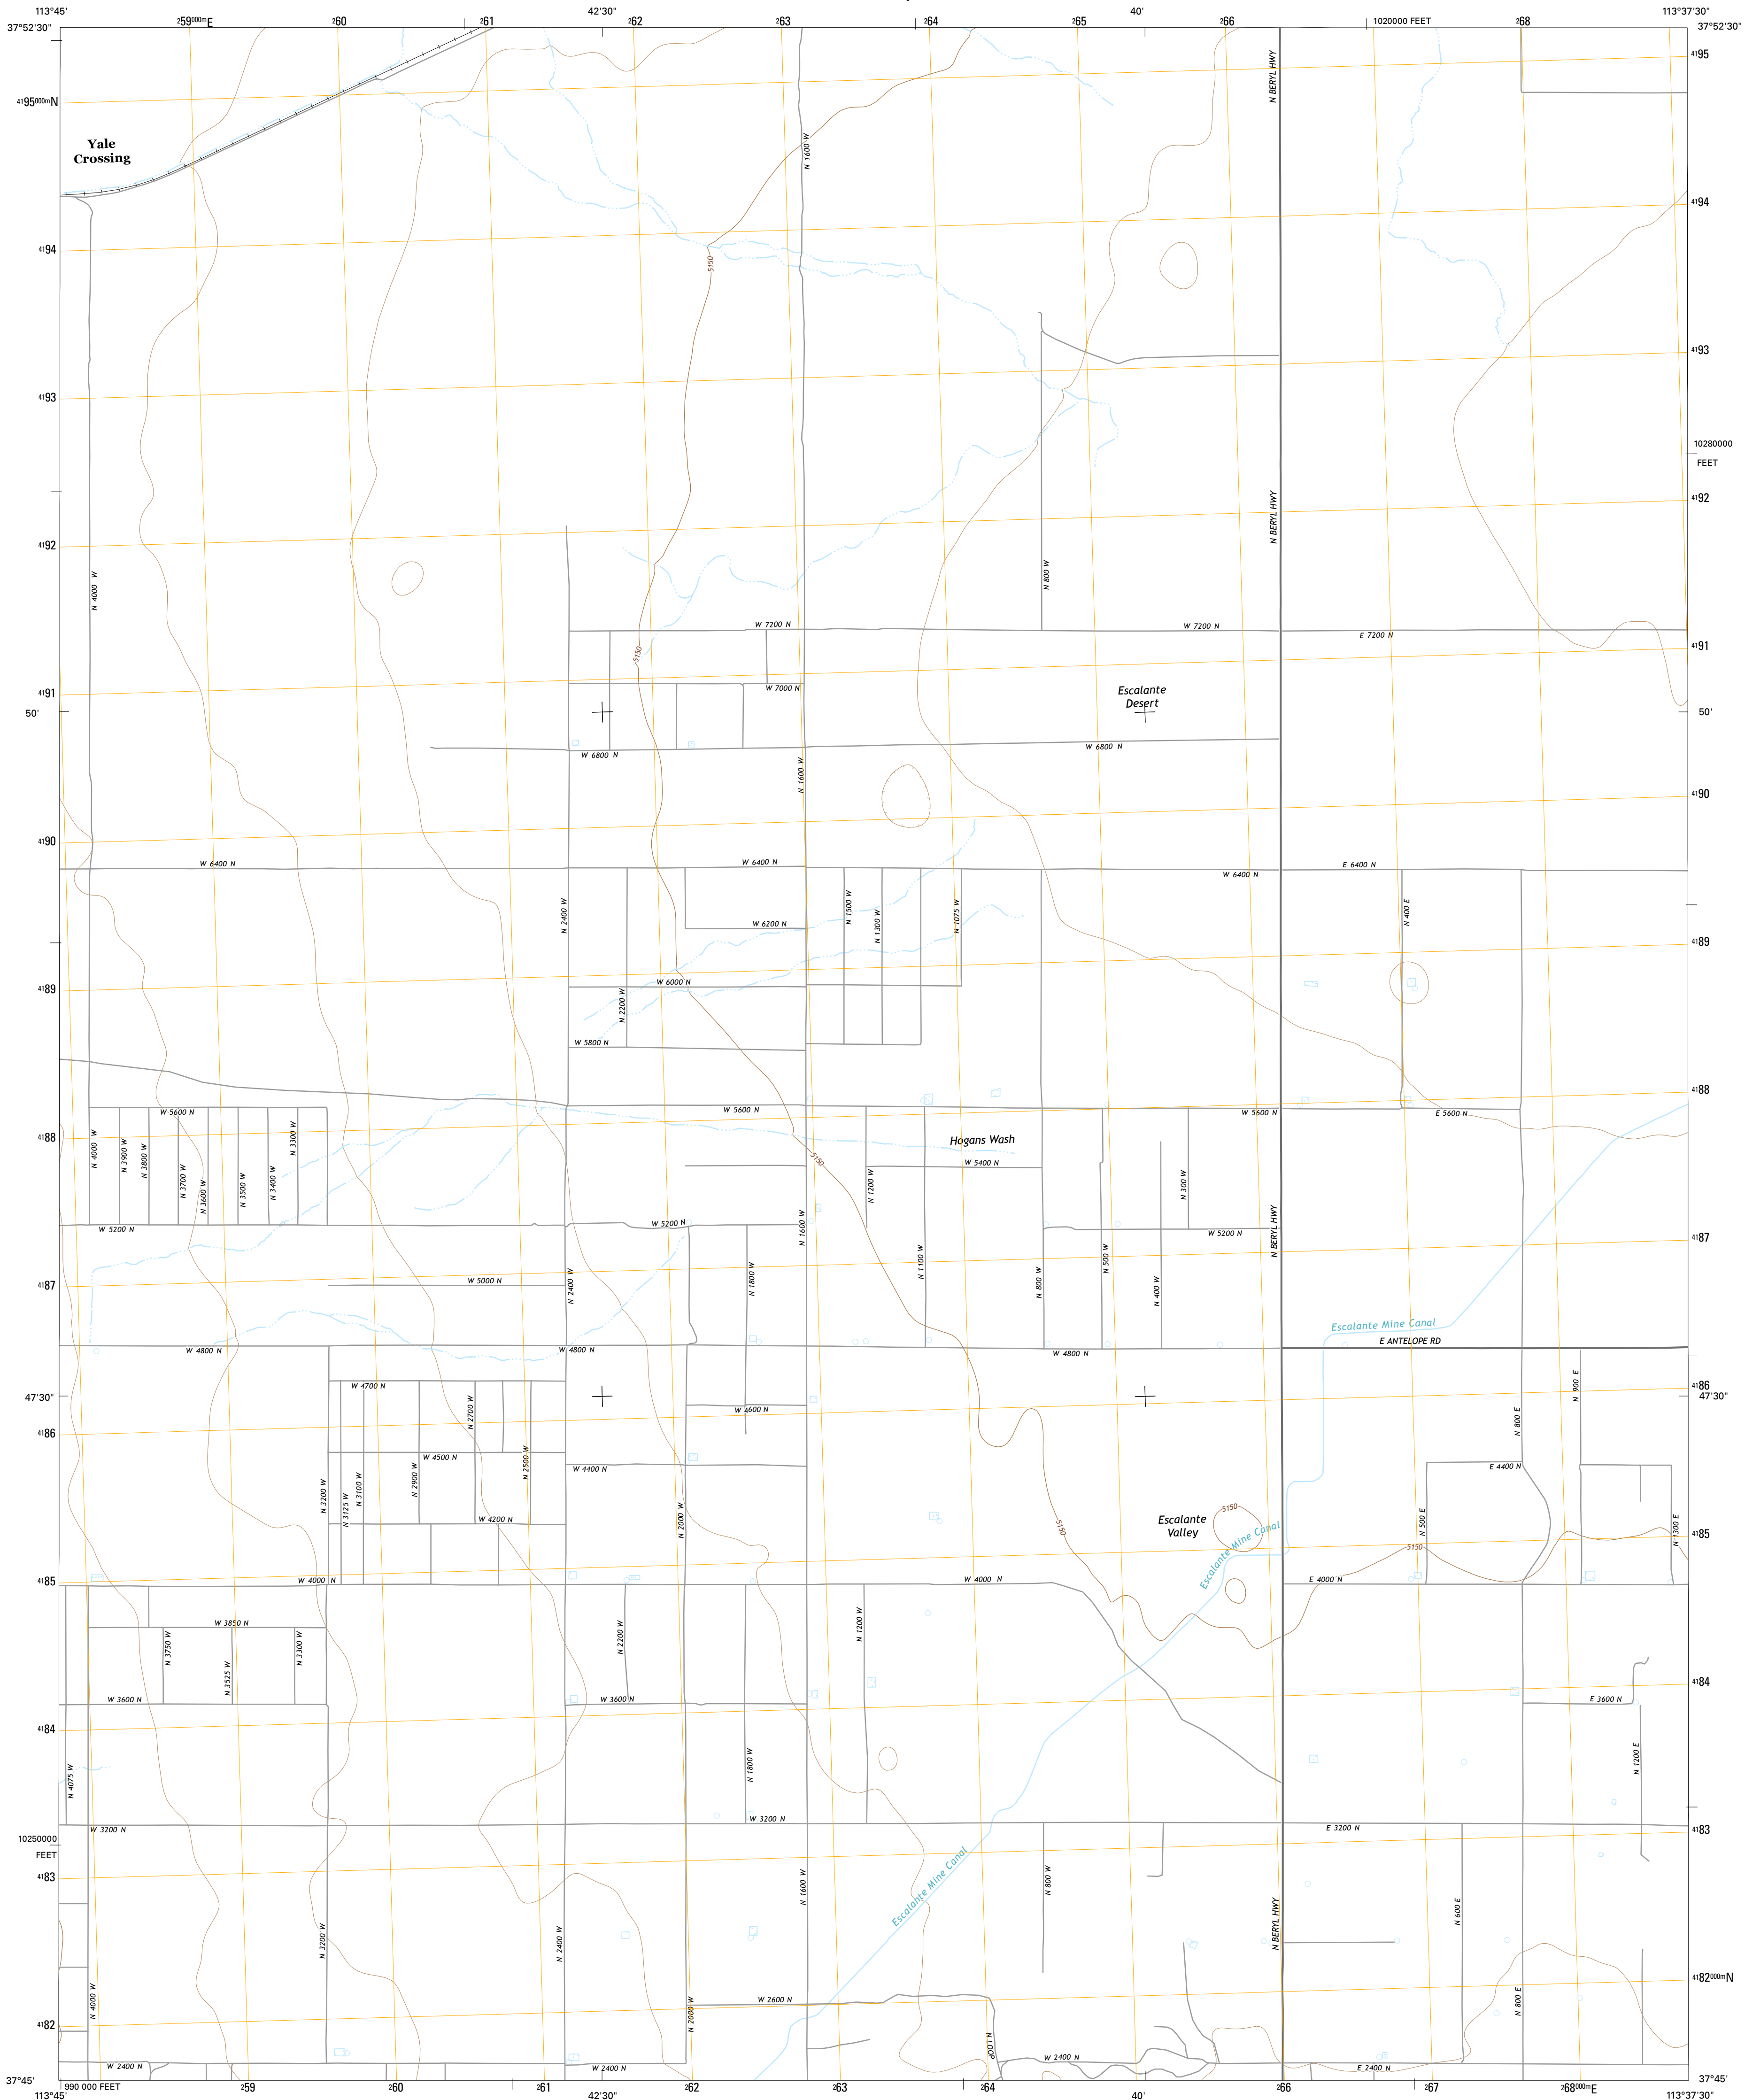 113°45'
²59⁰⁰⁰ᵐE
²60
²61
42'30"
²62
²63
²64
²65
40'
²66
1020000 FEET
²68
113°37'30"
37°52'30"
37°52'30"
⁴¹95
⁴¹95⁰⁰⁰ᵐN
N BERYL HWY
Yale
Crossing
N 1600 W
⁴¹94
⁴¹94
5150
⁴¹93
⁴¹93
10280000
FEET
⁴¹92
⁴¹92
N BERYL HWY
N 4000 W
N 800 W
W 7200 N
W 7200 N
E 7200 N
5150
⁴¹91
⁴¹91
W 7000 N
Escalante
Desert
50'
50'
W 6800 N
W 6800 N
N 1600 W
⁴¹90
⁴¹90
W 6400 N
W 6400 N
W 6400 N
E 6400 N
N 2400 W
W 6200 N
N 1500 W
N 1300 W
N 1075 W
N 400 E
⁴¹89
⁴¹89
W 6000 N
N 2200 W
W 5800 N
⁴¹88
W 5600 N
W 5600 N
W 5600 N
E 5600 N
⁴¹88
Hogans Wash
N 4000 W
N 3900 W
N 3800 W
N 3700 W
N 3600 W
N 3500 W
N 3400 W
N 3300 W
5150
W 5400 N
N 1200 W
N 300 W
W 5200 N
W 5200 N
W 5200 N
N 1600 W
N BERYL HWY
⁴¹87
⁴¹87
W 5000 N
N 2400 W
N 1800 W
N 1100 W
N 800 W
N 500 W
N 400 W
Escalante Mine Canal
E ANTELOPE RD
W 4800 N
W 4800 N
W 4800 N
⁴¹86
47'30"
47'30"
W 4700 N
N 2700 W
W 4600 N
N 900 E
N 800 E
⁴¹86
W 4500 N
N 2500 W
W 4400 N
E 4400 N
N 3200 W
N 3125 W
N 3100 W
N 2900 W
W 4200 N
N 2000 W
5150
Escalante
Valley
5150
Escalante Mine Canal
N 500 E
5150
N 1300 E
⁴¹85
⁴¹85
W 4000 N
W 4000 N
E 4000 N
W 3850 N
N 3750 W
N 3525 W
N 3300 W
N 2200 W
N 1200 W
⁴¹84
W 3600 N
W 3600 N
E 3600 N
⁴¹84
N 4075 W
N 1800 W
N 1200 E
W 3200 N
W 3200 N
E 3200 N
⁴¹83
10250000
FEET
⁴¹83
Escalante Mine Canal
N 1600 W
N 800 W
N 600 E
N 3200 W
N 2400 W
N BERYL HWY
⁴¹82⁰⁰⁰ᵐN
N 4000 W
N 2000 W
W 2600 N
N 800 E
⁴¹82
N LOOP
W 2400 N
W 2400 N
W 2400 N
E 2400 N
37°45'
37°45'
990 000 FEET
²59
²60
²61
²62
²63
²64
²66
²67
²68⁰⁰⁰ᵐE
113°45'
42'30"
40'
113°37'30"